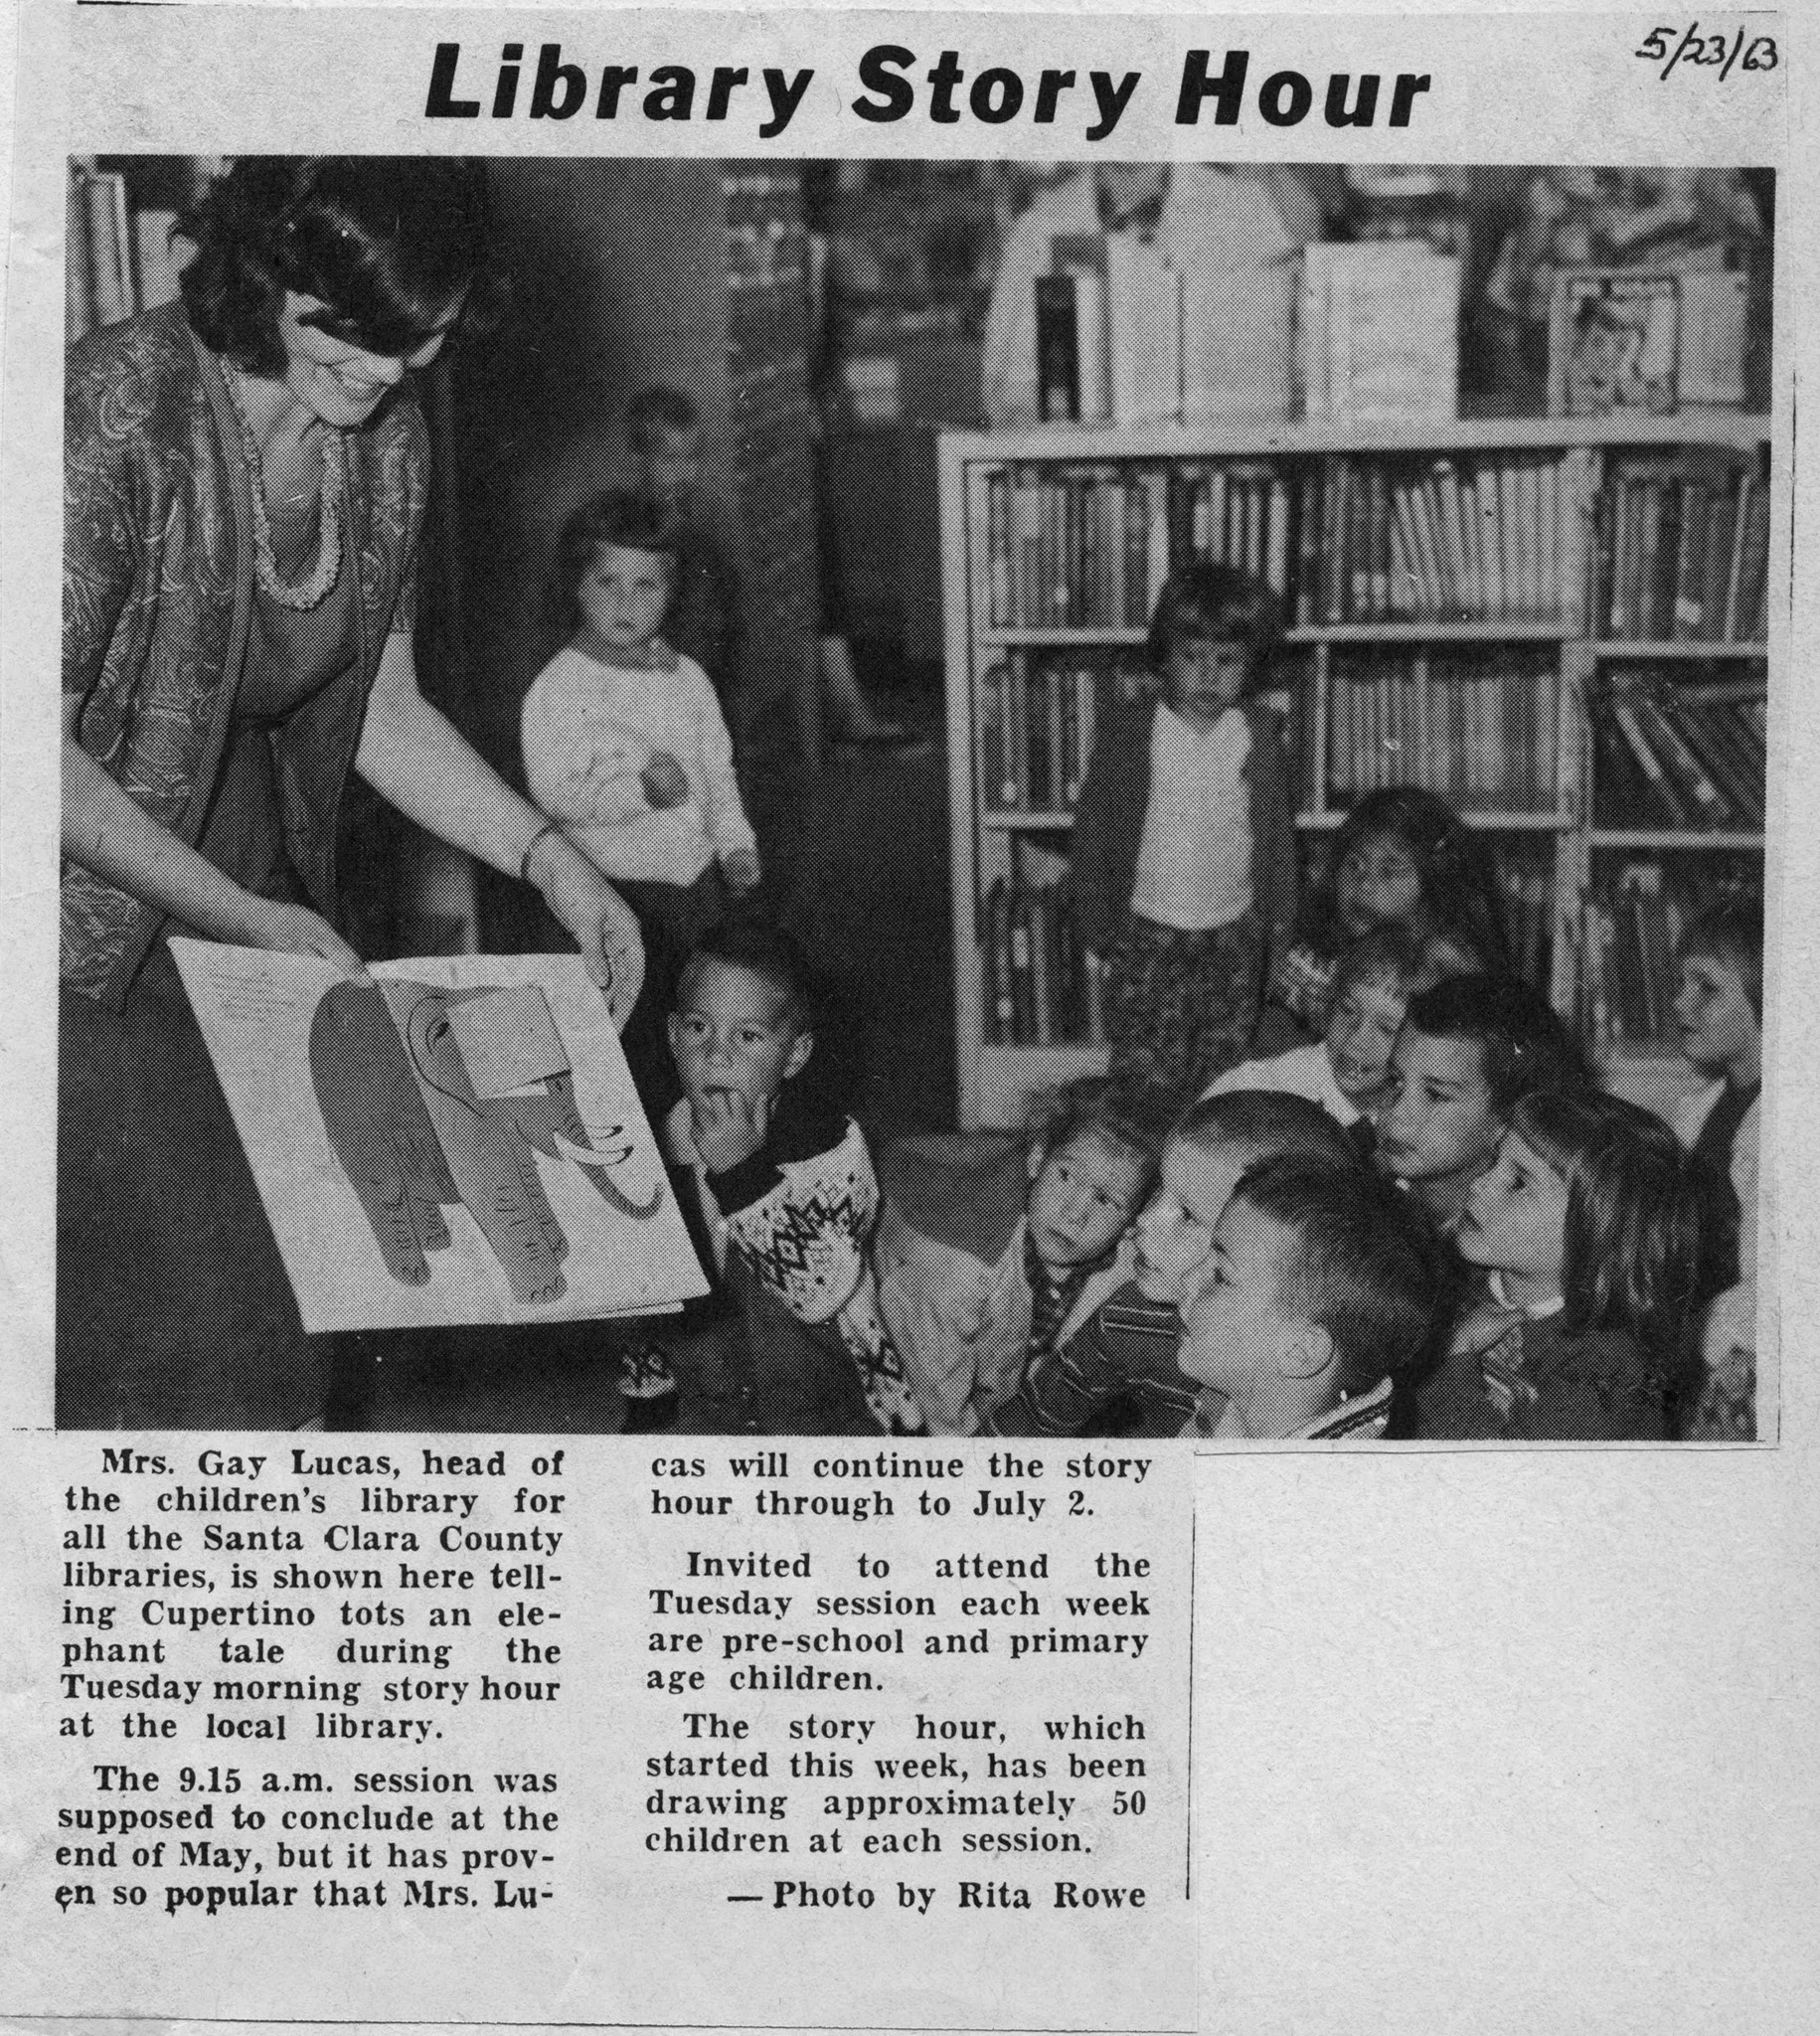 Library Story Hour
5/23/63
Mrs. Gay Lucas, head of
the children's library for
all the Santa Clara County
libraries, is shown here tell-
ing Cupertino tots an ele-
phant tale during the
Tuesday morning story hour
at the local library.
The 9.15 a.m. session was
supposed to conclude at the
end of May, but it has prov-
en so popular that Mrs. Lu-
cas will continue the story
hour through to July 2.
Invited to attend the
Tuesday session each week
are pre-school and primary
age children.
The story hour, which
started this week, has been
drawing approximately 50
children at each session.
— Photo by Rita Rowe